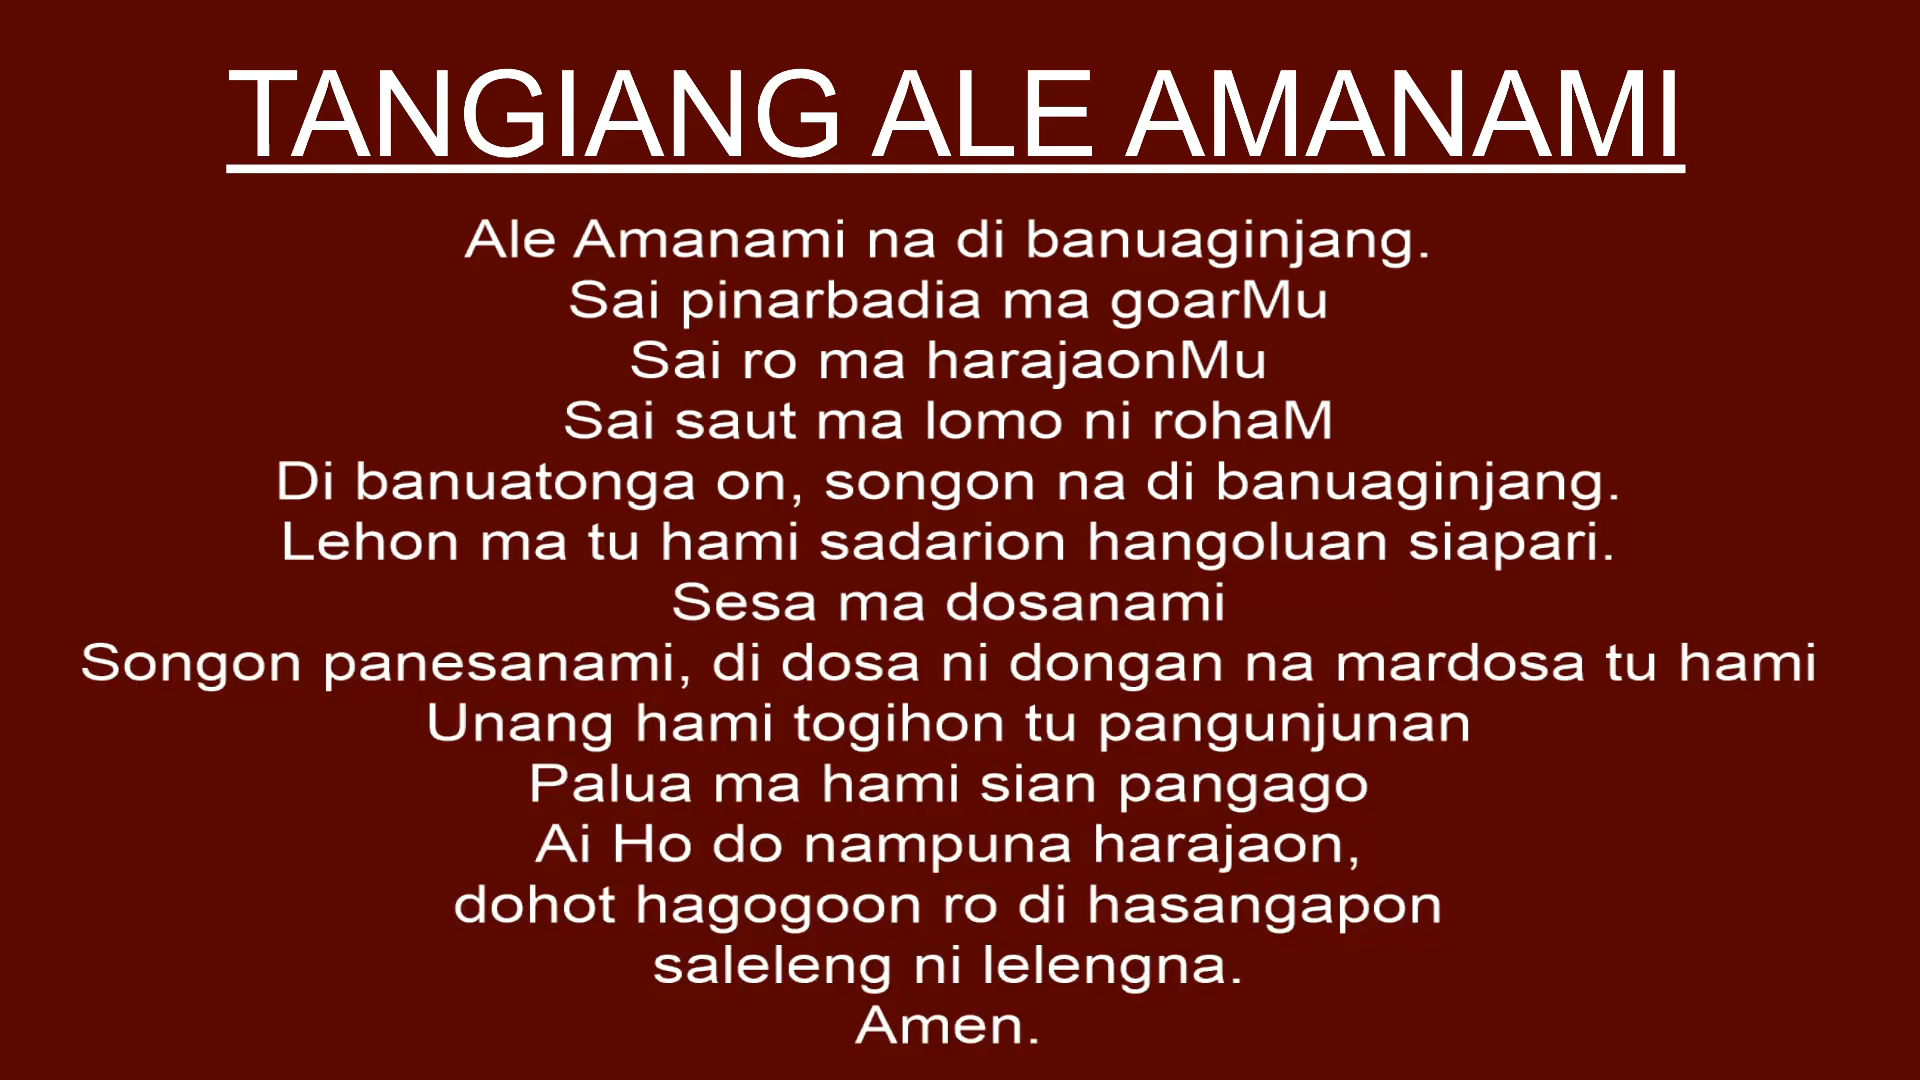 TANGIANG ALE AMANAMI
Ale Amanami na di banuaginjang.
Sai pinarbadia ma goarMu
Sai ro ma harajaonMu
Sai saut ma lomo ni rohaM
Di banuatonga on, songon na di banuaginjang.
Lehon ma tu hami sadarion hangoluan siapari.
Sesa ma dosanami
Songon panesanami, di dosa ni dongan na mardosa tu hami
Unang hami togihon tu pangunjunan
Palua ma hami sian pangago
Ai Ho do nampuna harajaon,
dohot hagogoon ro di hasangapon
saleleng ni lelengna.
Amen.